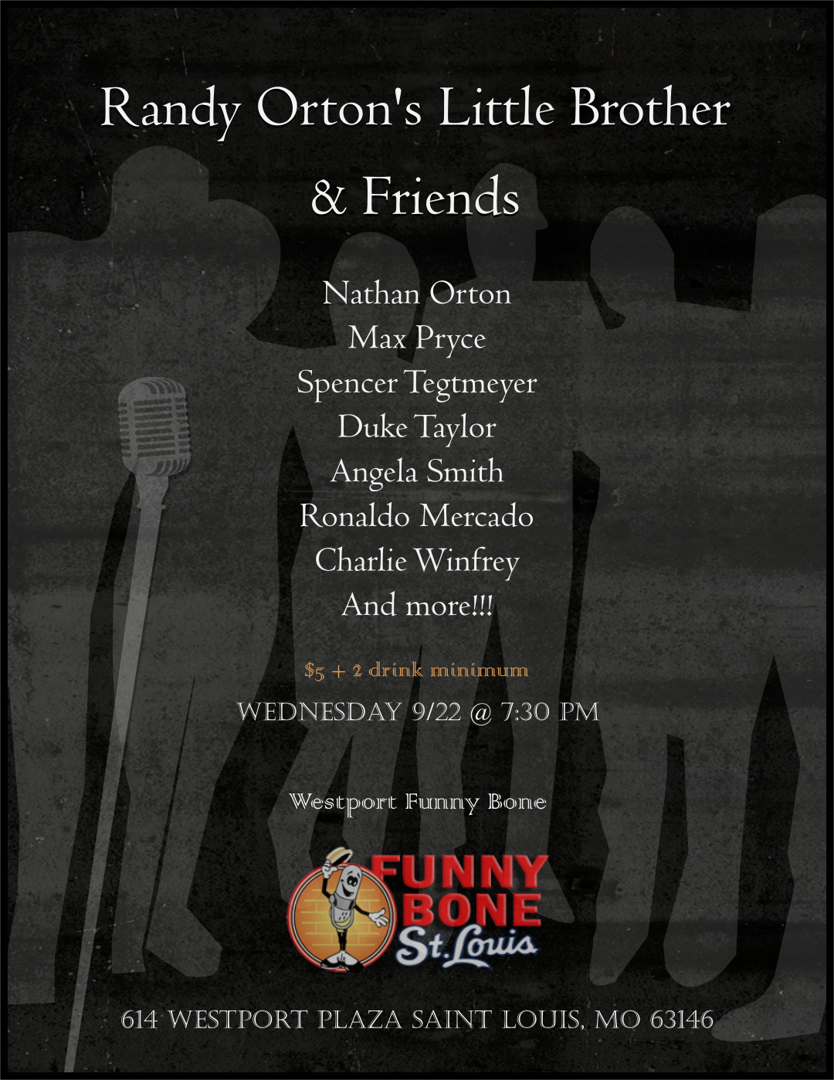 Randy Orton's Little Brother
& Friends
Nathan Orton
Max Pryce
Spencer Tegtmeyer
Duke Taylor
Angela Smith
Ronaldo Mercado
Charlie Winfrey
And more!!!
$5 + 2 drink minimum
WEDNESDAY 9/22 @ 7:30 PM
Westport Funny Bone
FUNNY
BONE
St. Louis
614 WESTPORT PLAZA SAINT LOUIS, MO 63146